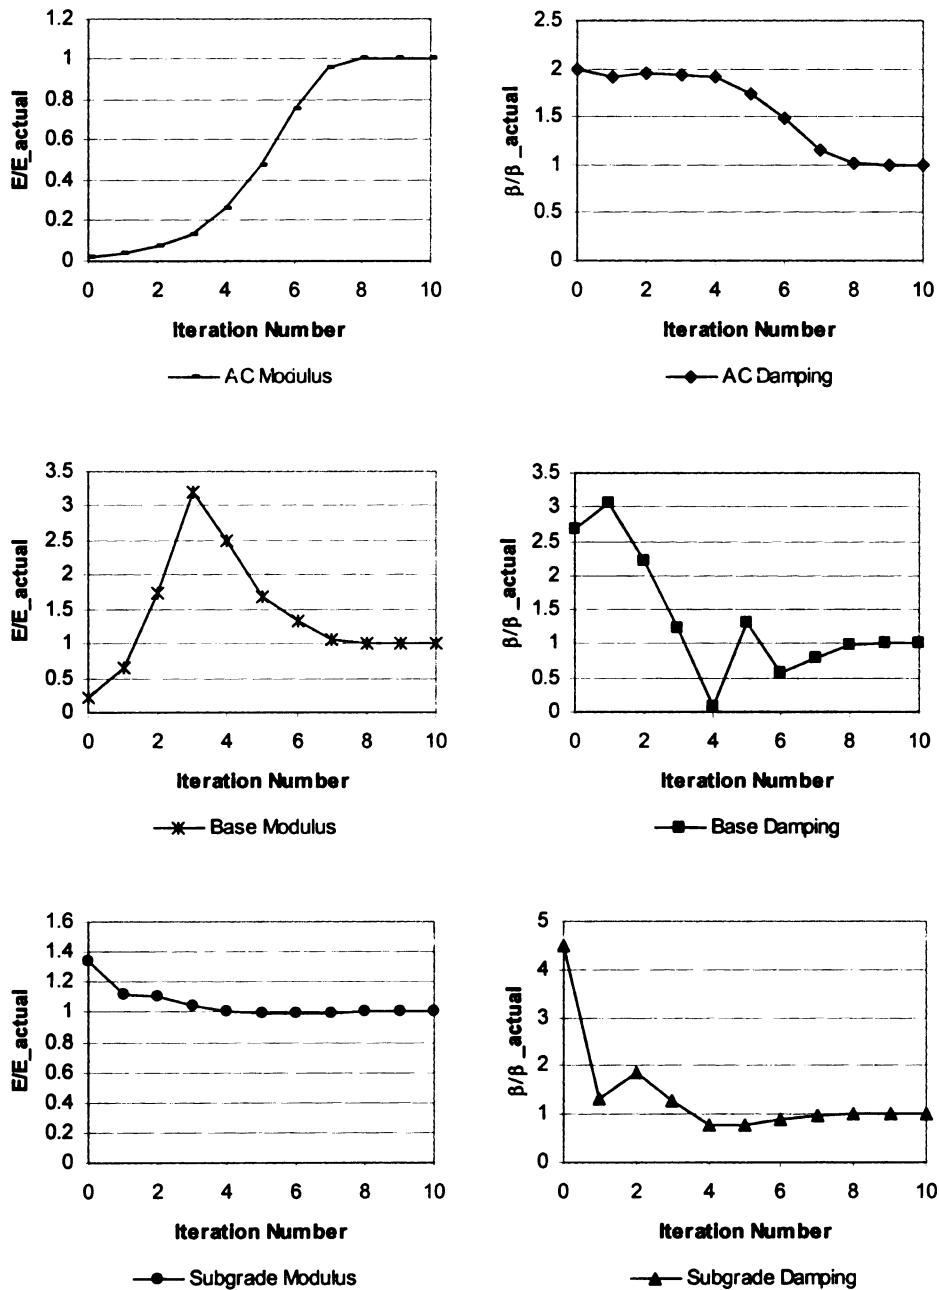 1.2
1
0.8
0.6
0.4
0.2
0
E/E_actual
0 2 4 6 8 10
Iteration Number
AC Modulus
2.5
2
1.5
1
0.5
0
β/β _actual
0 2 4 6 8 10
Iteration Number
AC Damping
3.5
3
2.5
2
1.5
1
0.5
0
E/E_actual
0 2 4 6 8 10
Iteration Number
Base Modulus
3.5
3
2.5
2
1.5
1
0.5
0
β/β _actual
0 2 4 6 8 10
Iteration Number
Base Damping
1.6
1.4
1.2
1
0.8
0.6
0.4
0.2
0
E/E_actual
0 2 4 6 8 10
Iteration Number
Subgrade Modulus
5
4
3
2
1
0
β/β _actual
0 2 4 6 8 10
Iteration Number
Subgrade Damping